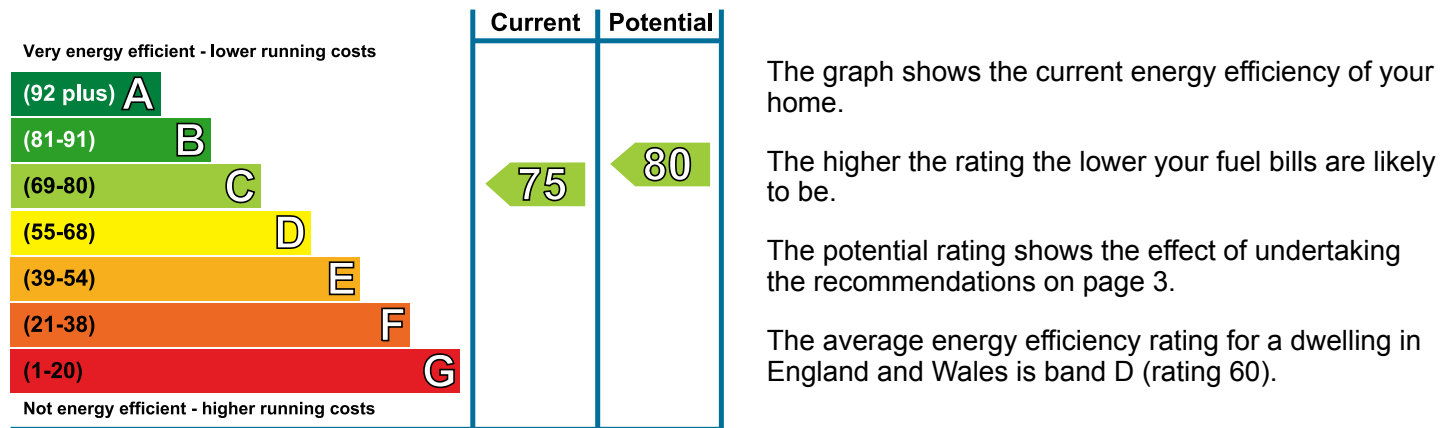 Current Potential
Very energy efficient - lower running costs
(92 plus) A
(81-91) B
(69-80) C
(55-68) D
(39-54) E
(21-38) F
(1-20) G
Not energy efficient - higher running costs
75
80
The graph shows the current energy efficiency of your
home.
The higher the rating the lower your fuel bills are likely
to be.
The potential rating shows the effect of undertaking
the recommendations on page 3.
The average energy efficiency rating for a dwelling in
England and Wales is band D (rating 60).